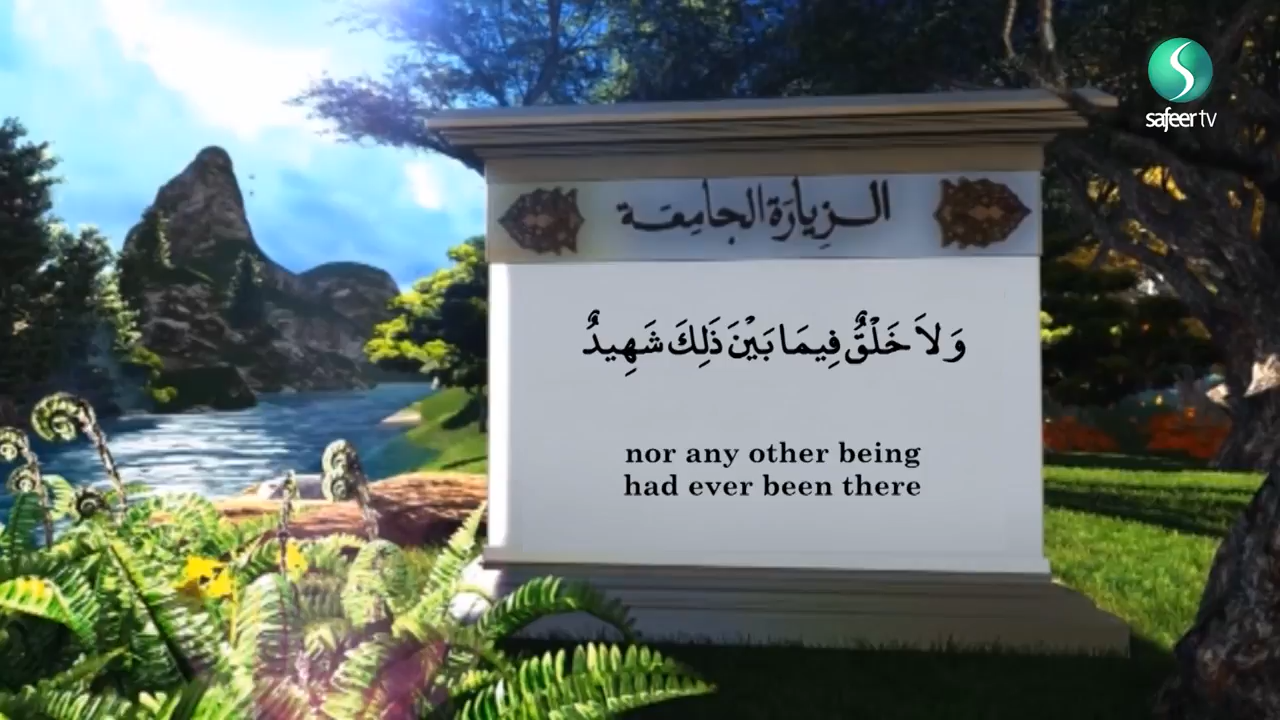 safeer tv
الزيارة الجامعة
وَلاَ خَلْقٌ فِيمَا بَيْنَ ذَلِكَ شَهِيدٌ
nor any other being
had ever been there